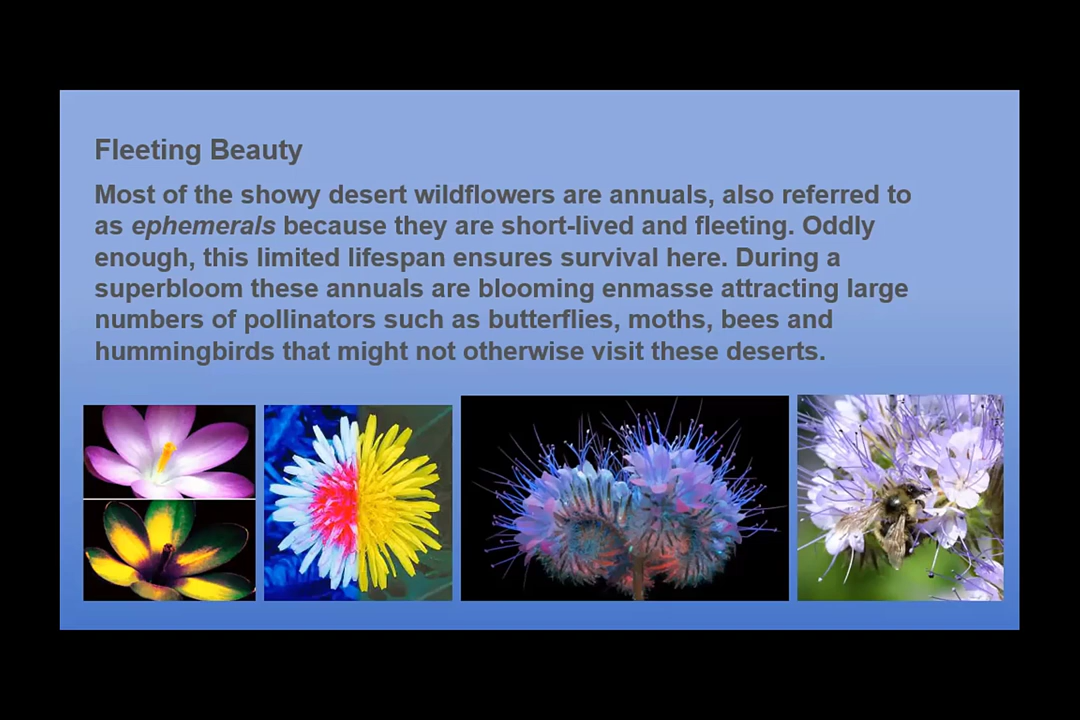 Fleeting Beauty
Most of the showy desert wildflowers are annuals, also referred to
as ephemerals because they are short-lived and fleeting. Oddly
enough, this limited lifespan ensures survival here. During a
superbloom these annuals are blooming enmasse attracting large
numbers of pollinators such as butterflies, moths, bees and
hummingbirds that might not otherwise visit these deserts.